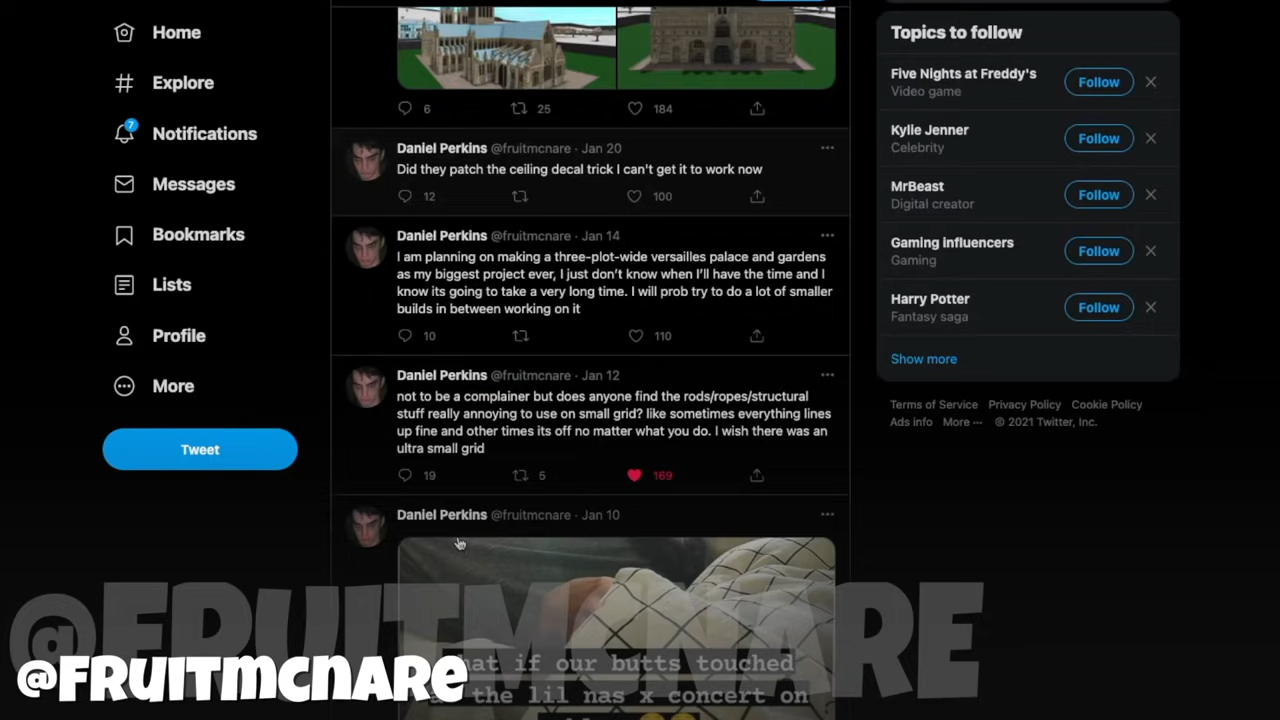 Home
Explore
7
Notifications
Messages
Bookmarks
Lists
Profile
More
Tweet
6 25 184
Daniel Perkins @fruitmcnare · Jan 20
Did they patch the ceiling decal trick I can't get it to work now
12 100
Daniel Perkins @fruitmcnare · Jan 14
I am planning on making a three-plot-wide versailles palace and gardens
as my biggest project ever, I just don't know when I'll have the time and I
know its going to take a very long time. I will prob try to do a lot of smaller
builds in between working on it
10 110
Daniel Perkins @fruitmcnare · Jan 12
not to be a complainer but does anyone find the rods/ropes/structural
stuff really annoying to use on small grid? like sometimes everything lines
up fine and other times its off no matter what you do. I wish there was an
ultra small grid
19 5 169
Daniel Perkins @fruitmcnare · Jan 10
if our butts touched
the lil nas x concert on
Topics to follow
Five Nights at Freddy's
Video game
Follow
Kylie Jenner
Celebrity
Follow
MrBeast
Digital creator
Follow
Gaming influencers
Gaming
Follow
Harry Potter
Fantasy saga
Follow
Show more
Terms of Service Privacy Policy Cookie Policy
Ads info More ··· © 2021 Twitter, Inc.
@FRUITMCNARE
@FRUITMCNARE